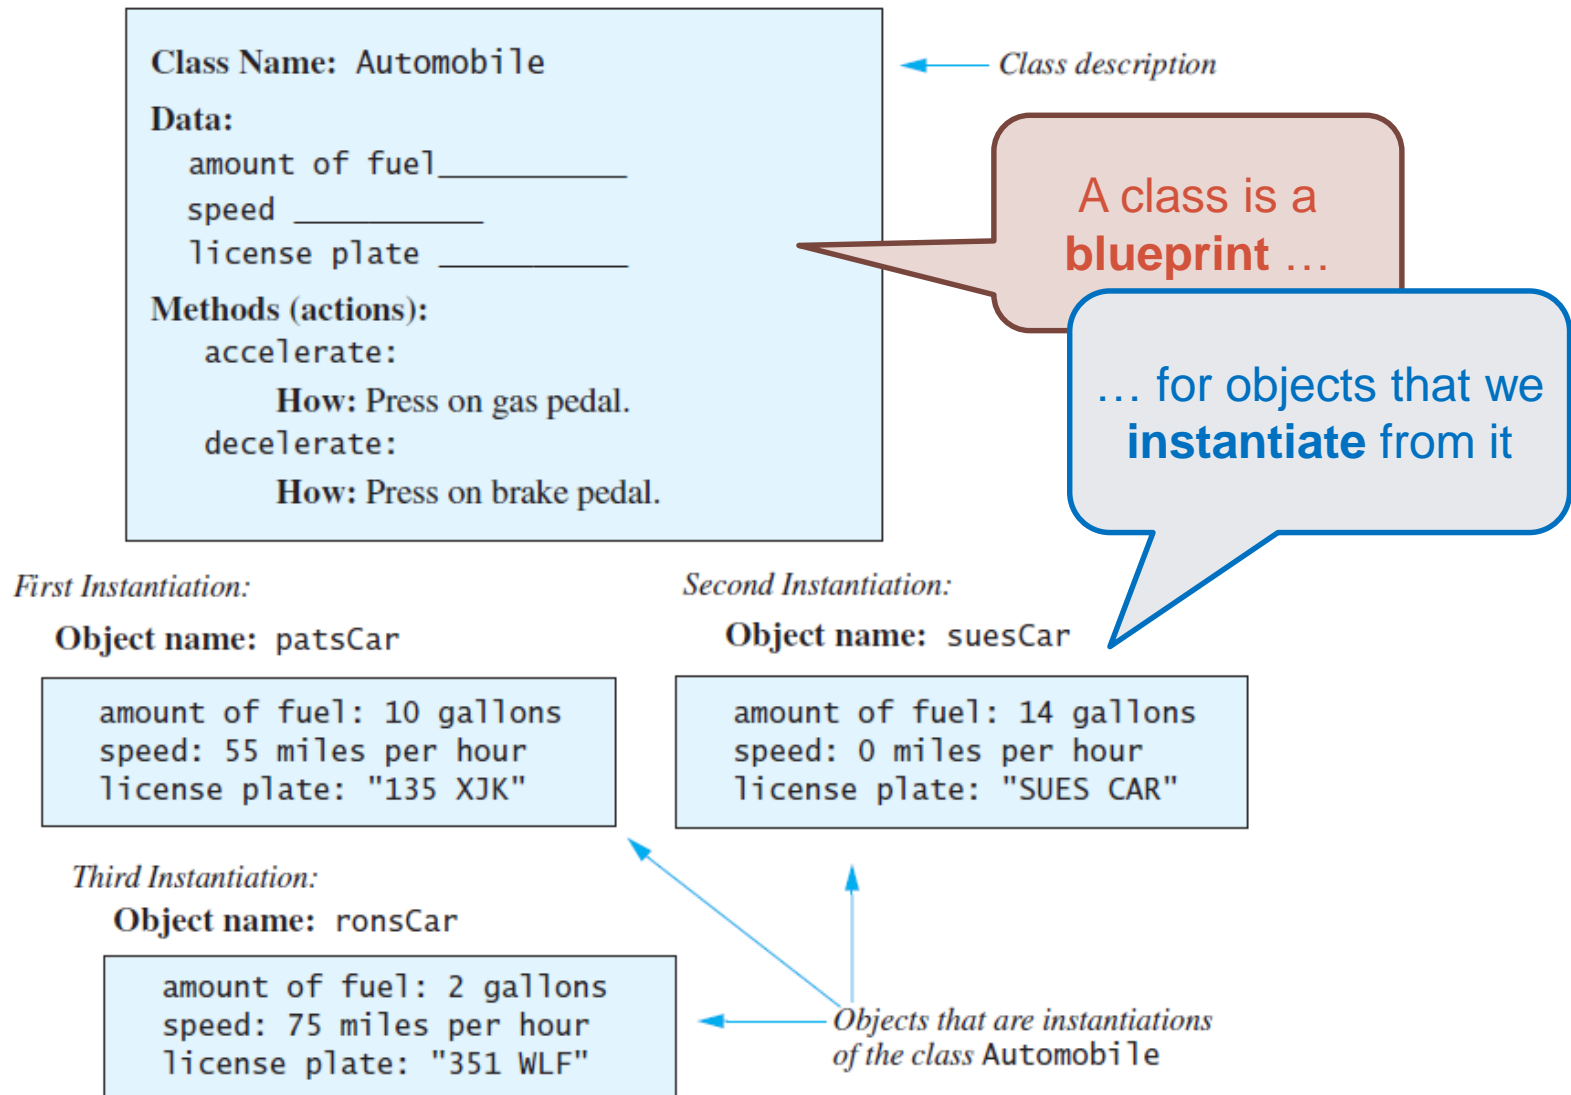 Class Name: Automobile
Class description
Data:
amount of fuel__________
speed __________
license plate __________
Methods (actions):
accelerate:
How: Press on gas pedal.
decelerate:
How: Press on brake pedal.
A class is a
blueprint …
… for objects that we
instantiate from it
First Instantiation:
Object name: patsCar
amount of fuel: 10 gallons
speed: 55 miles per hour
license plate: "135 XJK"
Second Instantiation:
Object name: suesCar
amount of fuel: 14 gallons
speed: 0 miles per hour
license plate: "SUES CAR"
Third Instantiation:
Object name: ronsCar
amount of fuel: 2 gallons
speed: 75 miles per hour
license plate: "351 WLF"
Objects that are instantiations
of the class Automobile